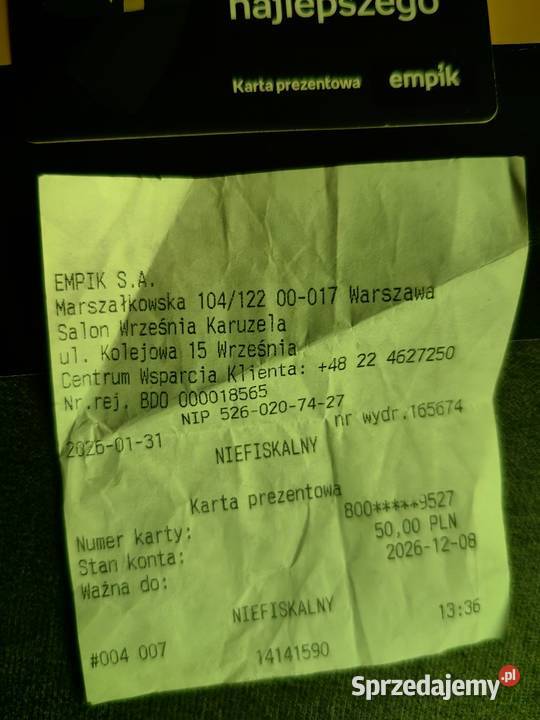 najlepszego
Karta prezentowa empik
EMPIK S.A.
Marszałkowska 104/122 00-017 Warszawa
Salon Września Karuzela
ul. Kolejowa 15 Września
Centrum Wsparcia Klienta: +48 22 4627250
Nr.rej. BDO 000018565
NIP 526-020-74-27
2026-01-31 nr wydr.165674
NIEFISKALNY
Karta prezentowa
Numer karty: 800*****9527
Stan konta: 50,00 PLN
Ważna do: 2026-12-08
NIEFISKALNY
#004 007 13:36
14141590
Sprzedajemy.pl